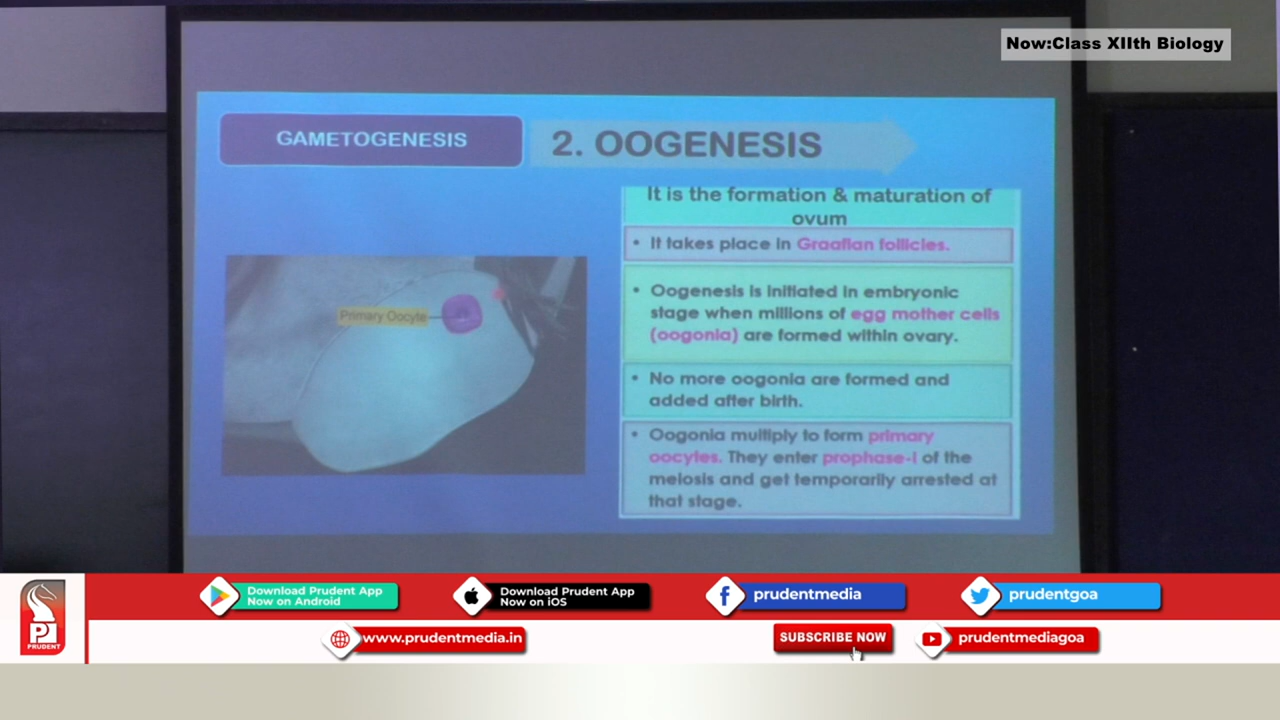 Now:Class XIIth Biology
GAMETOGENESIS
2. OOGENESIS
It is the formation & maturation of
ovum
• It takes place in Graafian follicles.
• Oogenesis is initiated in embryonic
stage when millions of egg mother cells
(oogonia) are formed within ovary.
• No more oogonia are formed and
added after birth.
• Oogonia multiply to form primary
oocytes. They enter prophase-I of the
meiosis and get temporarily arrested at
that stage.
Primary Oocyte
Download Prudent App
Now on Android
Download Prudent App
Now on iOS
prudentmedia
prudentgoa
PRUDENT
www.prudentmedia.in
SUBSCRIBE NOW
prudentmediagoa